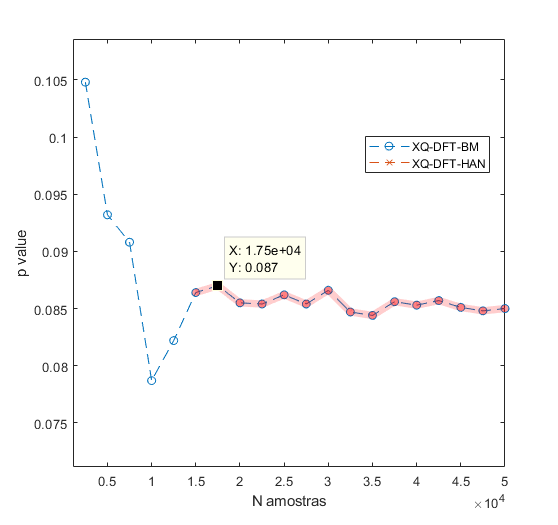 0.105
0.1
0.095
0.09
0.085
0.08
0.075
p value
XQ-DFT-BM
XQ-DFT-HAN
X: 1.75e+04
Y: 0.087
0.5 1 1.5 2 2.5 3 3.5 4 4.5 5
N amostras
×10⁴